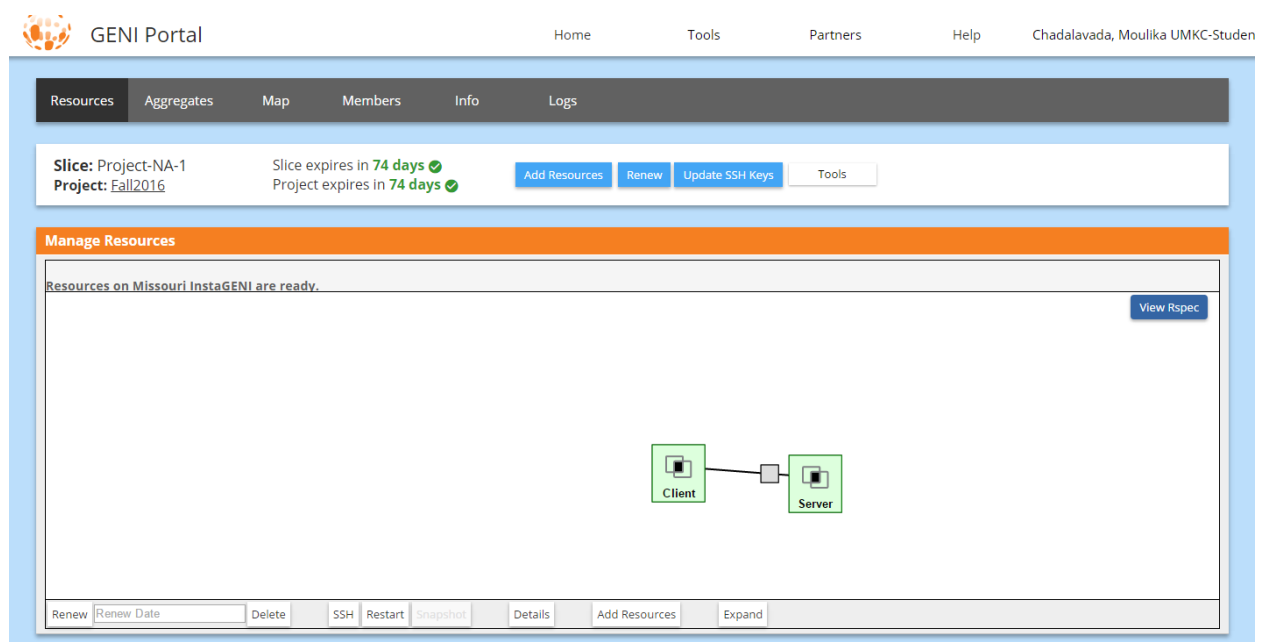 GENI Portal
Home Tools Partners Help Chadalavada, Moulika UMKC-Studen
Resources Aggregates Map Members Info Logs
Slice: Project-NA-1 Slice expires in 74 days
Project: Fall2016 Project expires in 74 days
Add Resources Renew Update SSH Keys Tools
Manage Resources
Resources on Missouri InstaGENI are ready.
View Rspec
Client
Server
Renew Renew Date Delete SSH Restart Snapshot Details Add Resources Expand